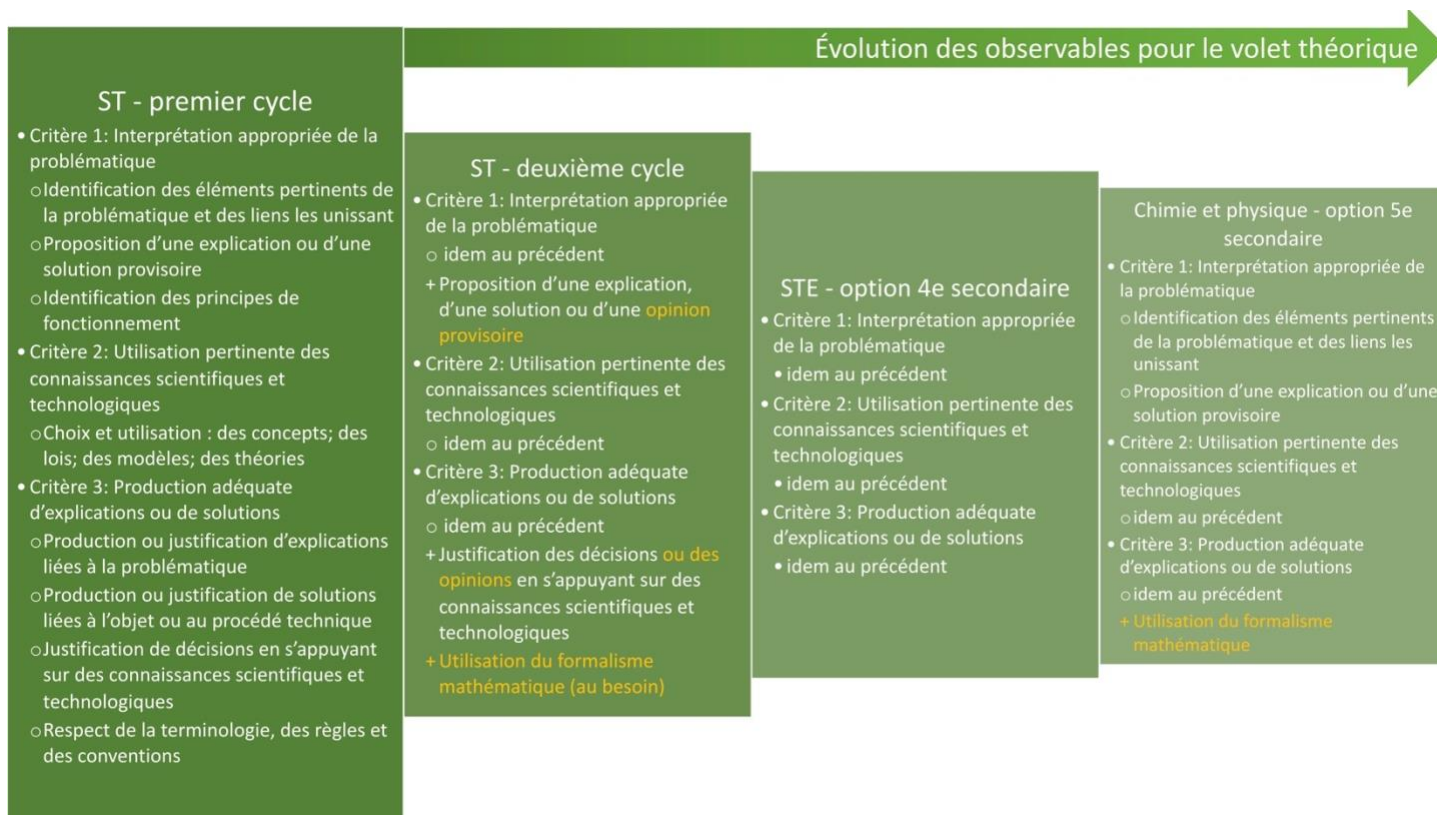 Évolution des observables pour le volet théorique
ST - premier cycle
• Critère 1: Interprétation appropriée de la
problématique
o Identification des éléments pertinents de
la problématique et des liens les unissant
o Proposition d'une explication ou d'une
solution provisoire
o Identification des principes de
fonctionnement
• Critère 2: Utilisation pertinente des
connaissances scientifiques et
technologiques
o Choix et utilisation : des concepts; des
lois; des modèles; des théories
• Critère 3: Production adéquate
d'explications ou de solutions
o Production ou justification d'explications
liées à la problématique
o Production ou justification de solutions
liées à l'objet ou au procédé technique
o Justification de décisions en s'appuyant
sur des connaissances scientifiques et
technologiques
o Respect de la terminologie, des règles et
des conventions
ST - deuxième cycle
• Critère 1: Interprétation appropriée
de la problématique
o idem au précédent
+ Proposition d'une explication,
d'une solution ou d'une opinion
provisoire
• Critère 2: Utilisation pertinente des
connaissances scientifiques et
technologiques
o idem au précédent
• Critère 3: Production adéquate
d'explications ou de solutions
o idem au précédent
+ Justification des décisions ou des
opinions en s'appuyant sur des
connaissances scientifiques et
technologiques
+ Utilisation du formalisme
mathématique (au besoin)
STE - option 4e secondaire
• Critère 1: Interprétation appropriée
de la problématique
• idem au précédent
• Critère 2: Utilisation pertinente des
connaissances scientifiques et
technologiques
• idem au précédent
• Critère 3: Production adéquate
d'explications ou de solutions
• idem au précédent
Chimie et physique - option 5e
secondaire
• Critère 1: Interprétation appropriée de
la problématique
o Identification des éléments pertinents
de la problématique et des liens les
unissant
o Proposition d'une explication ou d'une
solution provisoire
• Critère 2: Utilisation pertinente des
connaissances scientifiques et
technologiques
o idem au précédent
• Critère 3: Production adéquate
d'explications ou de solutions
o idem au précédent
+ Utilisation du formalisme
mathématique